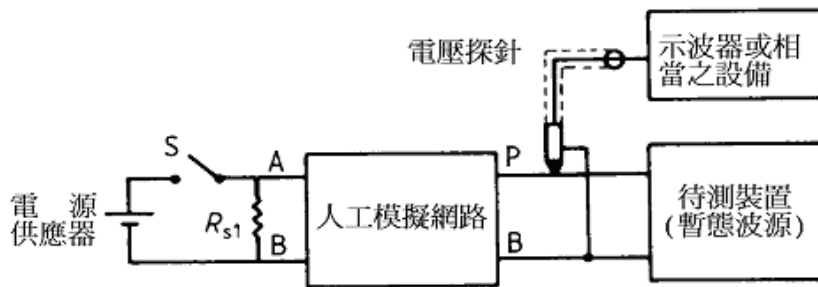 電壓探針
示波器或相
當之設備
S
A
P
電 源
供應器
Rs1
人工模擬網路
待測裝置
(暫態波源)
B
B